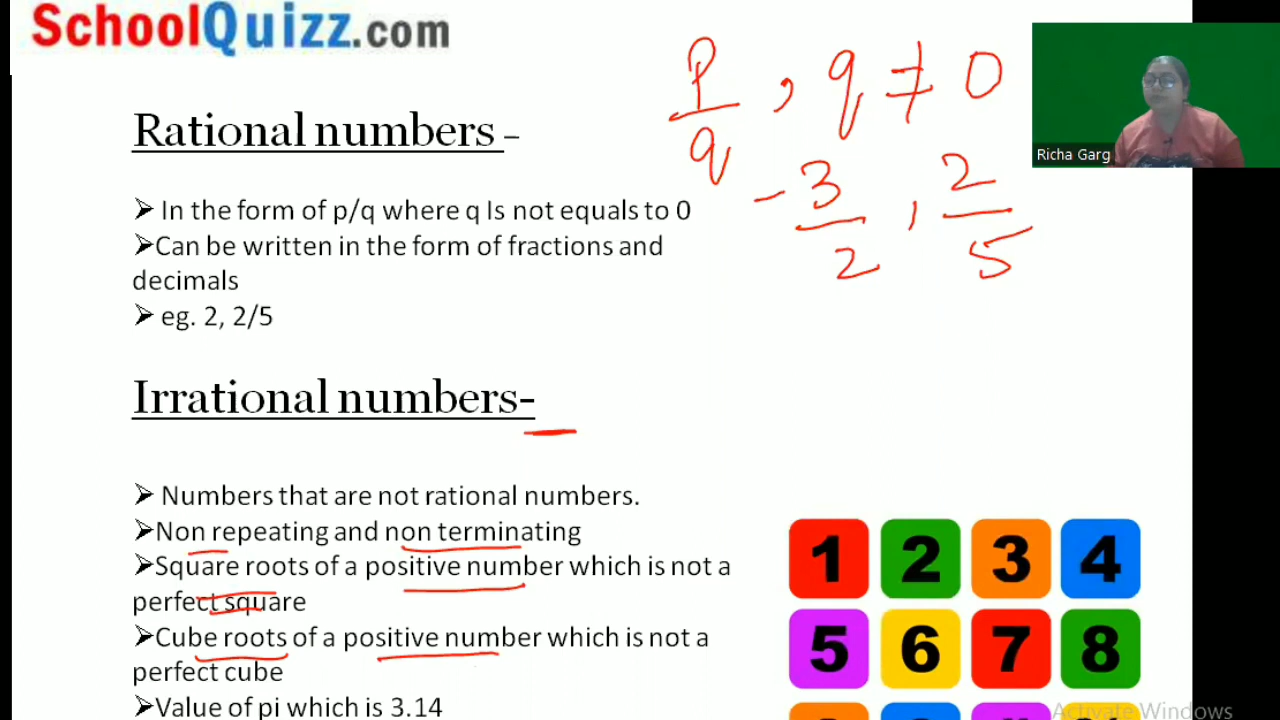 SchoolQuizz.com
p/q , q ≠ 0
Richa Garg
Rational numbers –
-3/2 , 2/5
➢ In the form of p/q where q Is not equals to 0
➢Can be written in the form of fractions and
decimals
➢ eg. 2, 2/5
Irrational numbers-
➢ Numbers that are not rational numbers.
➢Non repeating and non terminating
➢Square roots of a positive number which is not a
perfect square
➢Cube roots of a positive number which is not a
perfect cube
➢Value of pi which is 3.14
1 2 3 4
5 6 7 8
Activate Windows